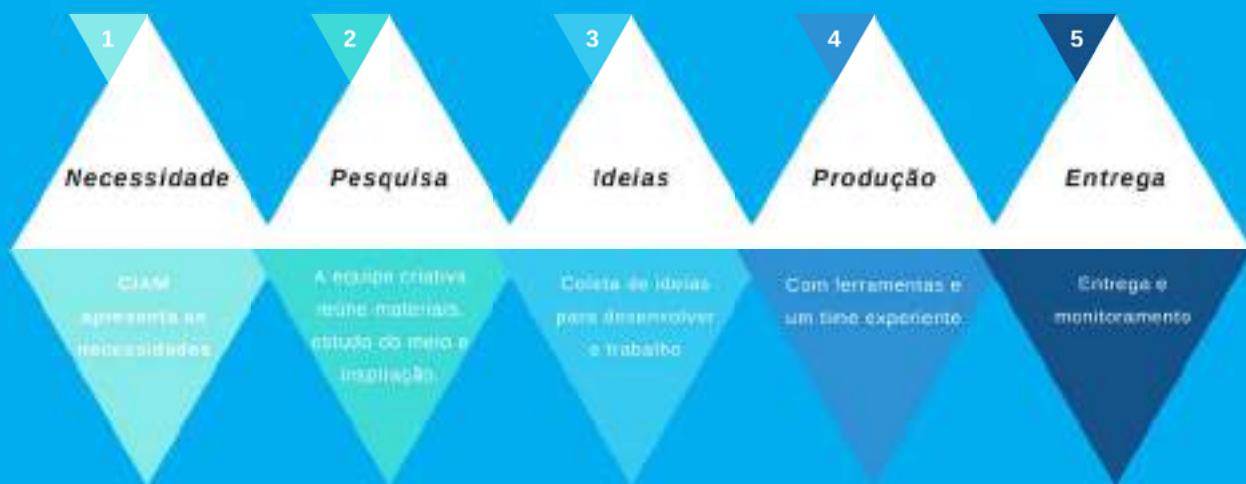 1
Necessidade
CIAM
apresenta as
necessidades
2
Pesquisa
A equipe criativa
reúne materiais,
estudo do meio e
inspiração.
3
Ideias
Coleta de ideias
para desenvolver
o trabalho
4
Produção
Com ferramentas e
um time experiente
5
Entrega
Entrega e
monitoramento